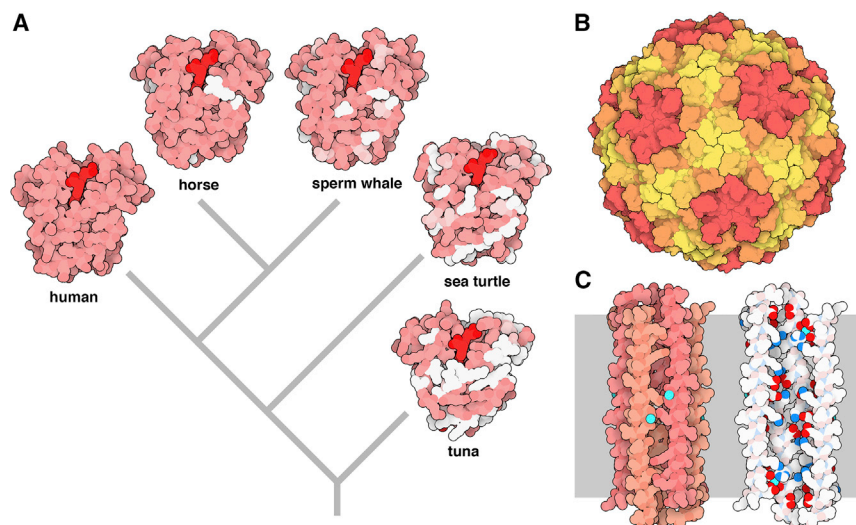 A
B
horse
sperm whale
human
sea turtle
C
tuna